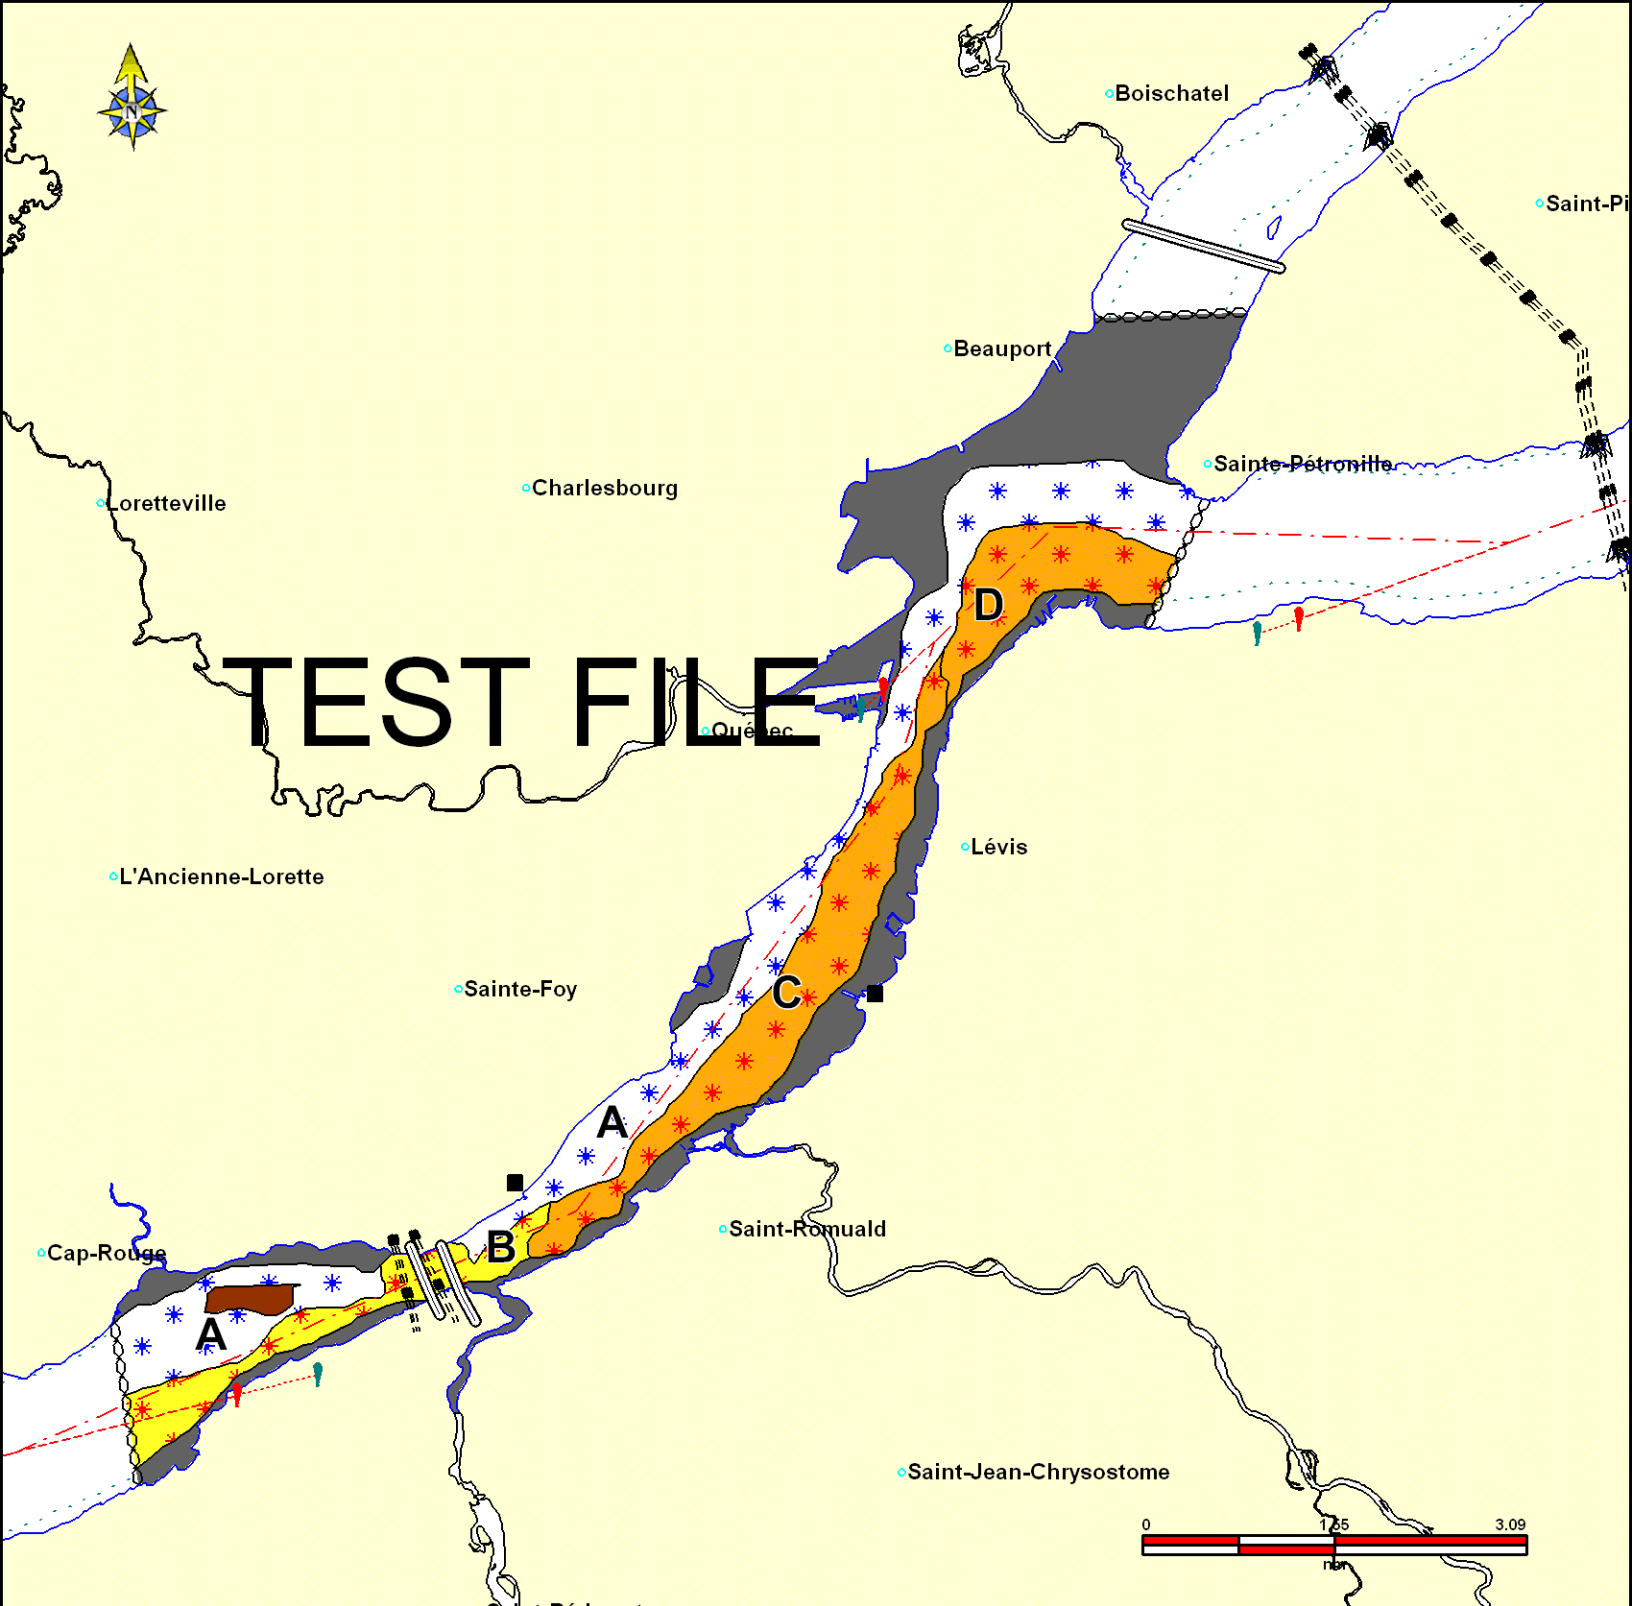 N
Boischatel
Saint-Pi
Beauport
Sainte-Pétronille
Charlesbourg
Loretteville
D
TEST FILE
Québec
Lévis
L'Ancienne-Lorette
Sainte-Foy
C
A
Saint-Romuald
B
Cap-Rouge
A
Saint-Jean-Chrysostome
0 1.55 3.09